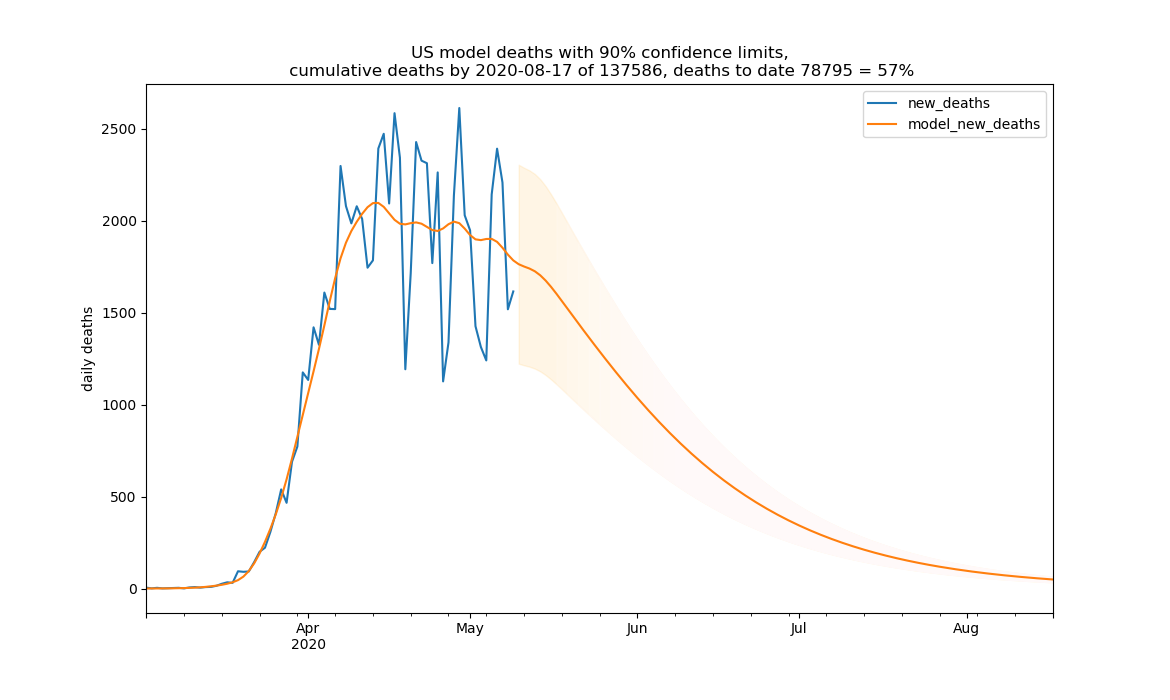 US model deaths with 90% confidence limits,
cumulative deaths by 2020-08-17 of 137586, deaths to date 78795 = 57%
new_deaths
model_new_deaths
daily deaths
2500
2000
1500
1000
500
0
Apr
2020
May
Jun
Jul
Aug